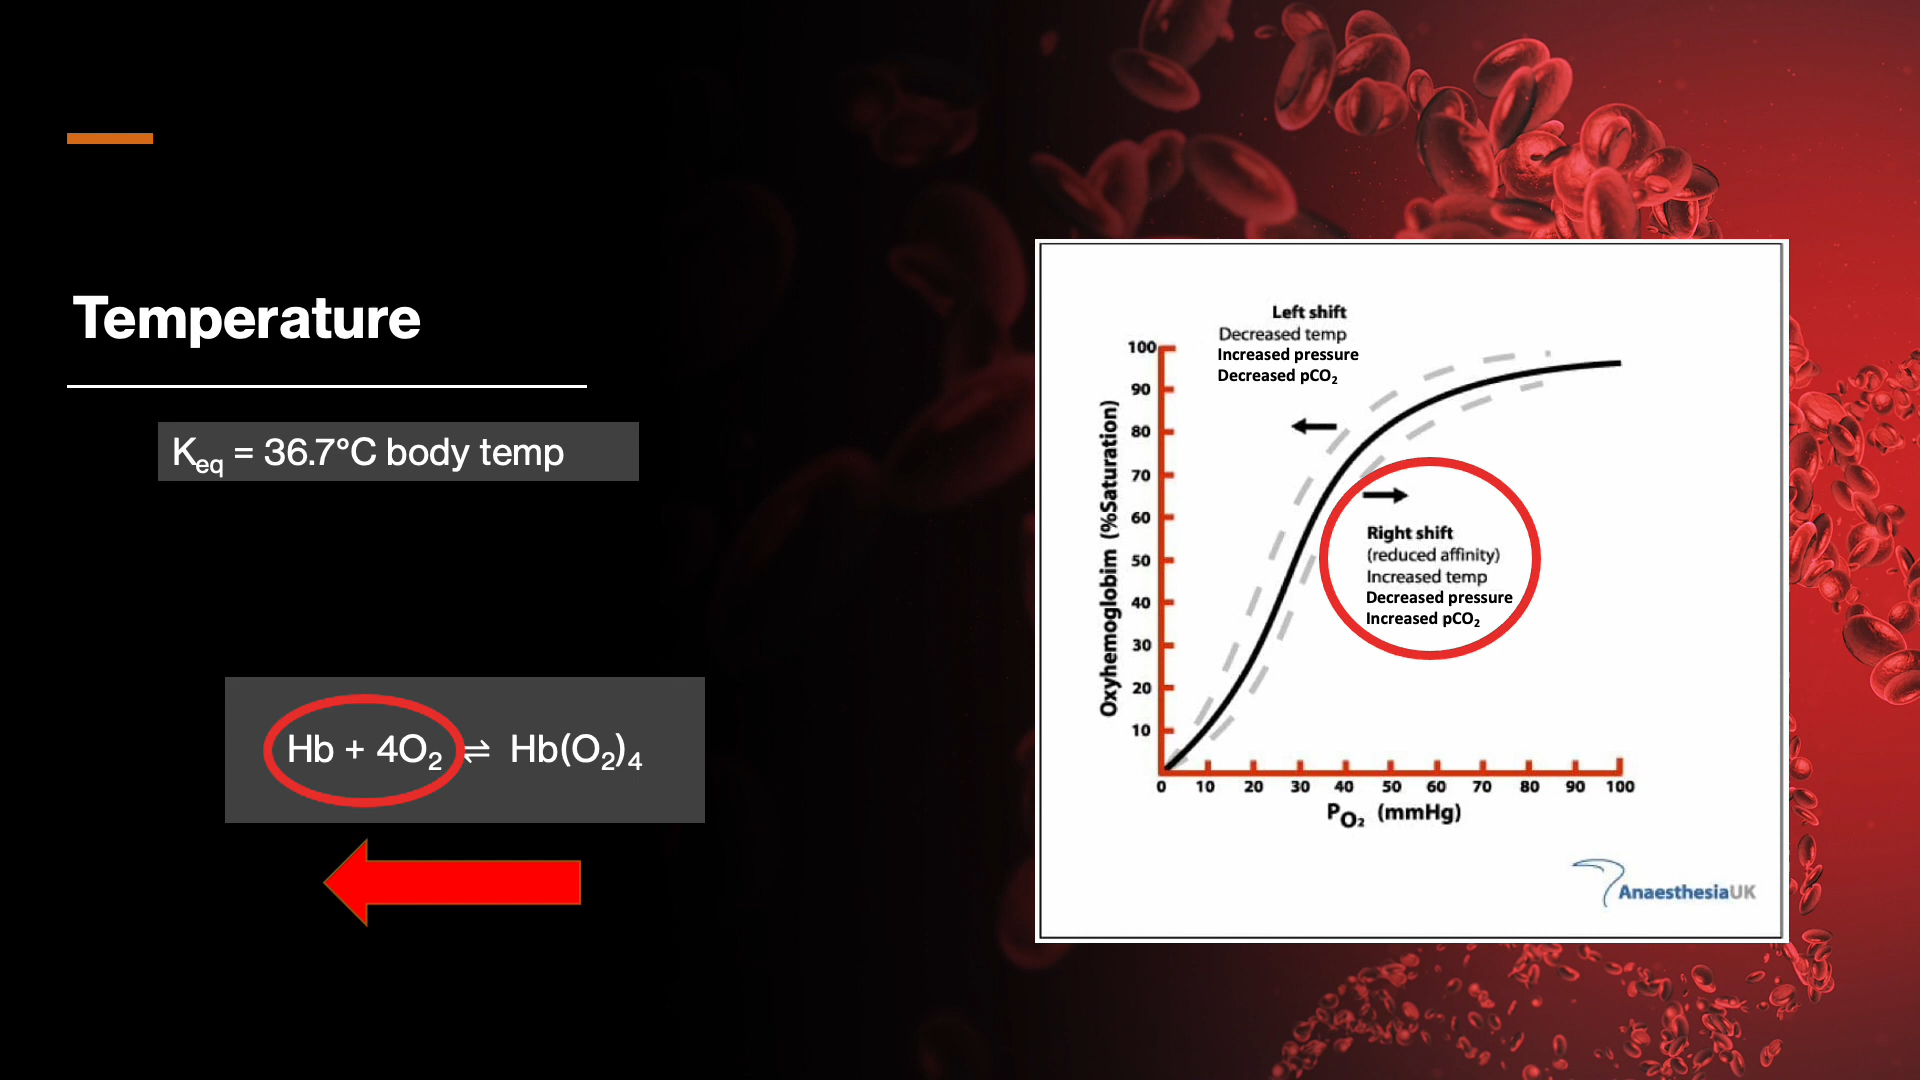 Temperature
Keq = 36.7°C body temp
Hb + 4O₂ ⇌ Hb(O₂)₄
Left shift
Decreased temp
Increased pressure
Decreased pCO₂
Right shift
(reduced affinity)
Increased temp
Decreased pressure
Increased pCO₂
Oxyhemoglobim (%Saturation)
100
90
80
70
60
50
40
30
20
10
0 10 20 30 40 50 60 70 80 90 100
PO₂ (mmHg)
AnaesthesiaUK